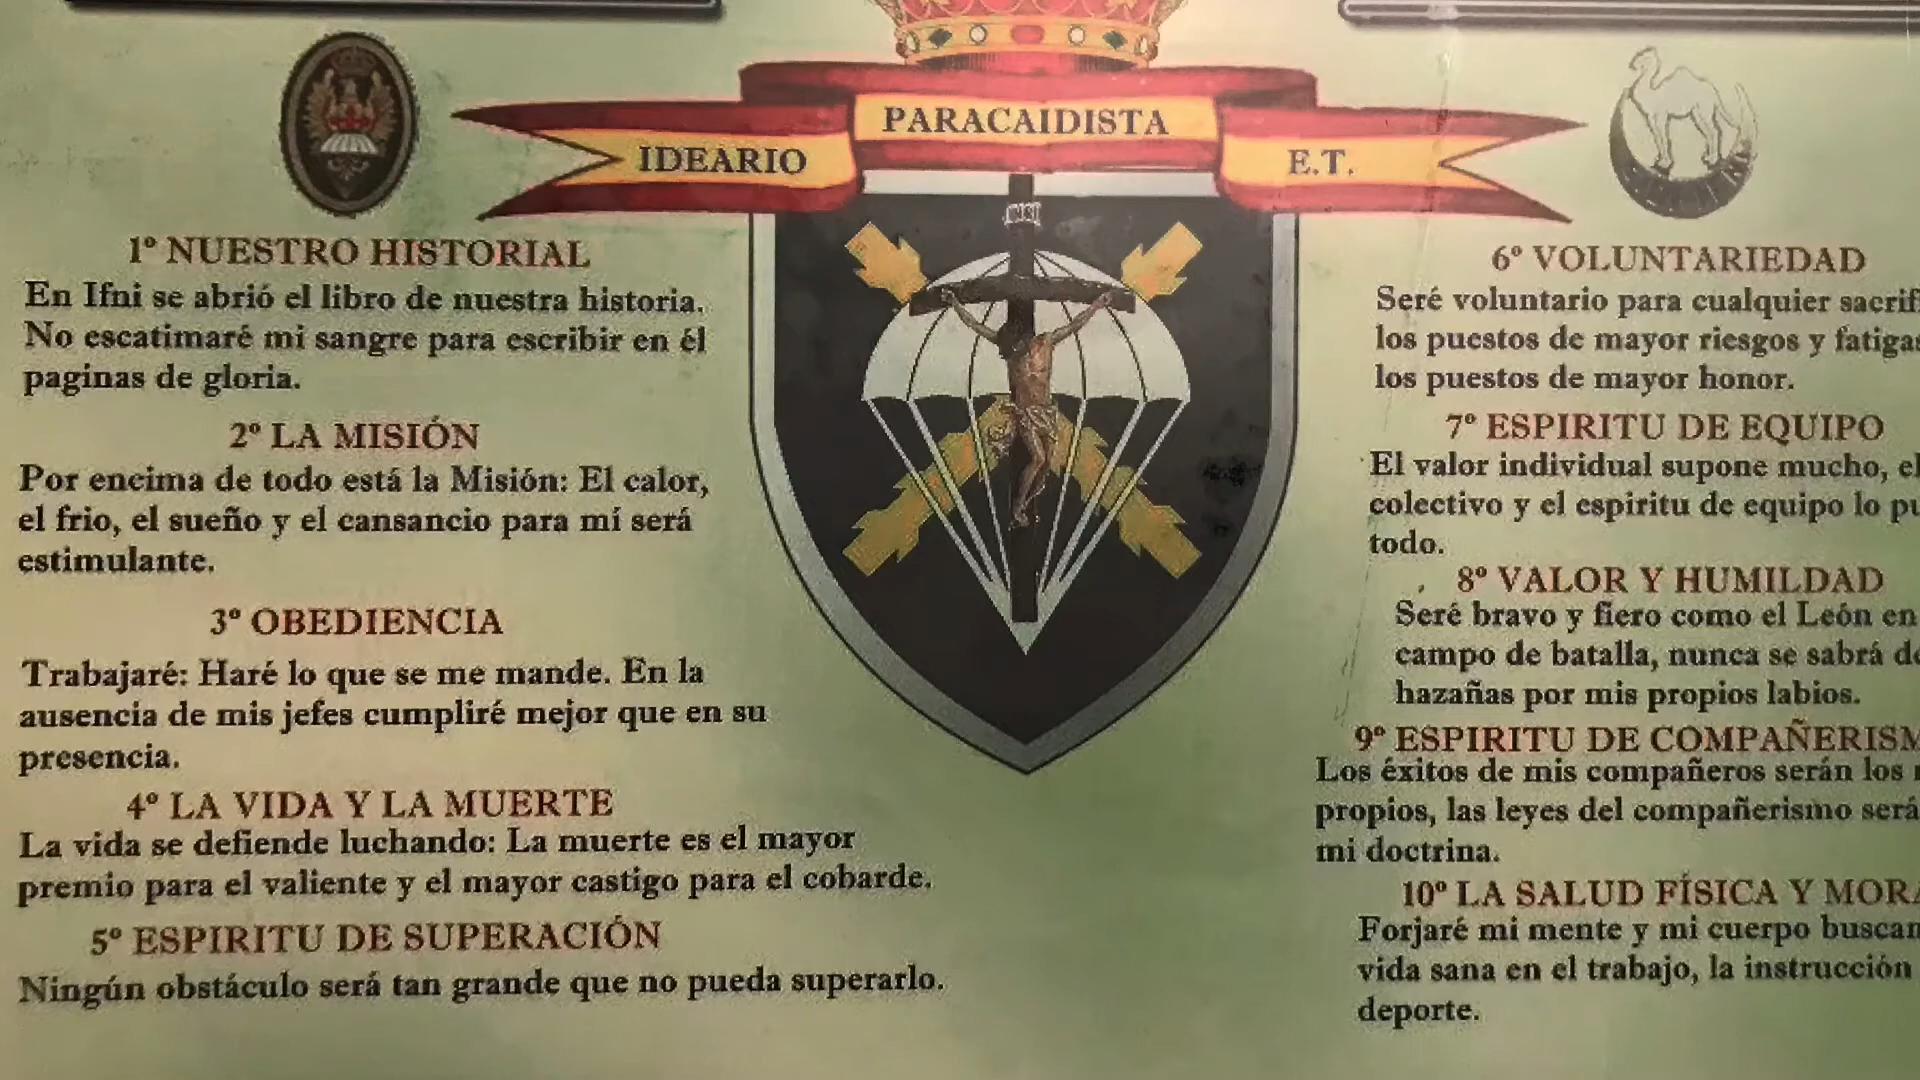 IDEARIO PARACAIDISTA E.T.
INRI
1º NUESTRO HISTORIAL
En Ifni se abrió el libro de nuestra historia.
No escatimaré mi sangre para escribir en él
paginas de gloria.
2º LA MISIÓN
Por encima de todo está la Misión: El calor,
el frio, el sueño y el cansancio para mí será
estimulante.
3º OBEDIENCIA
Trabajaré: Haré lo que se me mande. En la
ausencia de mis jefes cumpliré mejor que en su
presencia.
4º LA VIDA Y LA MUERTE
La vida se defiende luchando: La muerte es el mayor
premio para el valiente y el mayor castigo para el cobarde.
5º ESPIRITU DE SUPERACIÓN
Ningún obstáculo será tan grande que no pueda superarlo.
6º VOLUNTARIEDAD
Seré voluntario para cualquier sacrif
los puestos de mayor riesgos y fatigas
los puestos de mayor honor.
7º ESPIRITU DE EQUIPO
El valor individual supone mucho, el
colectivo y el espiritu de equipo lo pu
todo.
8º VALOR Y HUMILDAD
Seré bravo y fiero como el León en
campo de batalla, nunca se sabrá de
hazañas por mis propios labios.
9º ESPIRITU DE COMPAÑERISM
Los éxitos de mis compañeros serán los
propios, las leyes del compañerismo será
mi doctrina.
10º LA SALUD FÍSICA Y MORA
Forjaré mi mente y mi cuerpo buscan
vida sana en el trabajo, la instrucción
deporte.